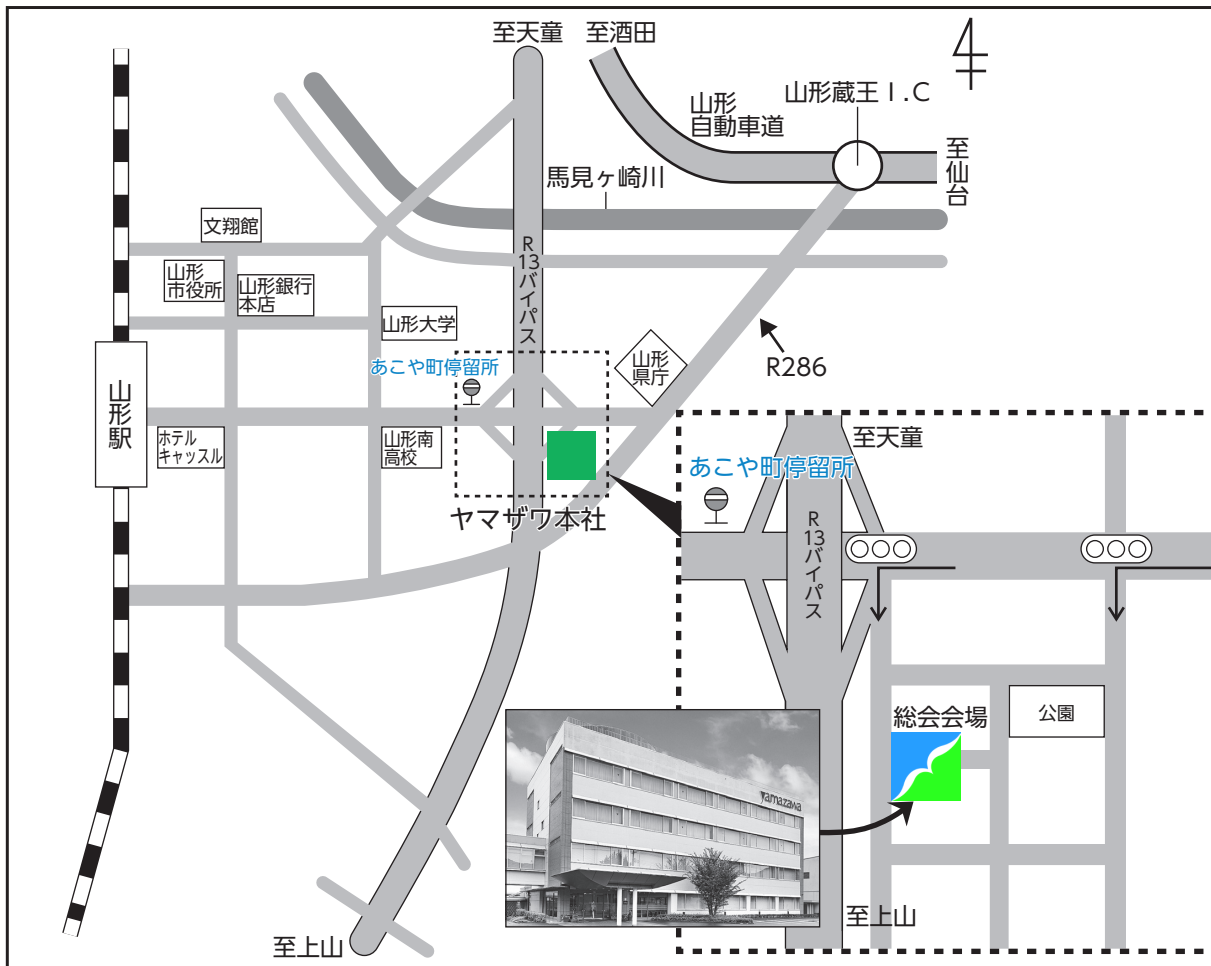 至天童
至酒田
山形蔵王I.C
山形
自動車道
至仙台
馬見ヶ崎川
文翔館
R
13
バイパス
山形
市役所
山形銀行
本店
山形大学
山形
県庁
あこや町停留所
R286
山形駅
ホテル
キャッスル
山形南
高校
ヤマザワ本社
至天童
あこや町停留所
R
13
バイパス
総会会場
公園
yamazawa
至上山
至上山